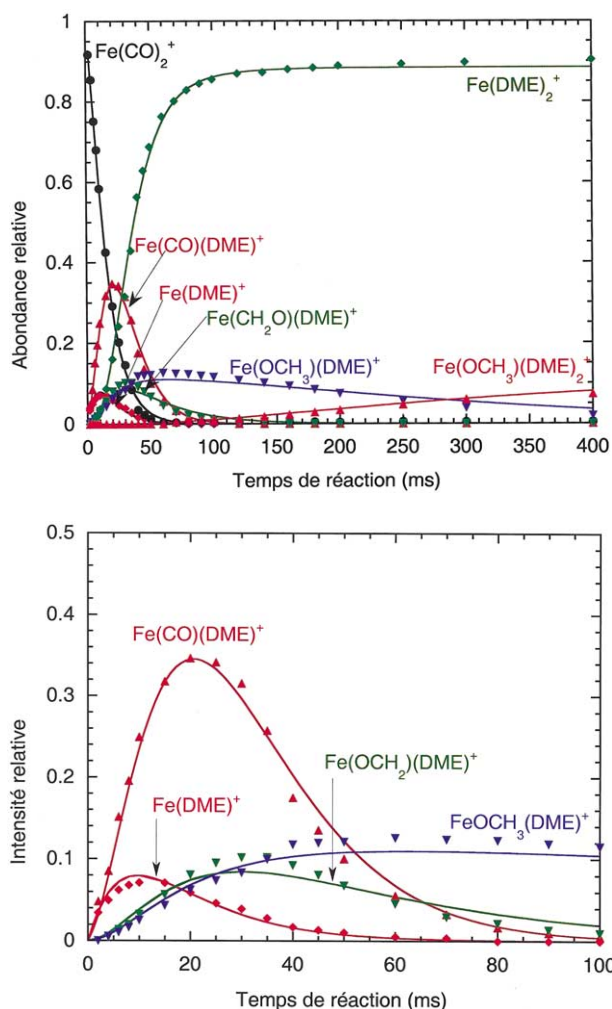 1
Fe(CO)2+
0.8
Fe(DME)2+
0.6
Fe(CO)(DME)+
0.4
Fe(DME)+
Fe(CH2O)(DME)+
0.2
Fe(OCH3)(DME)+
Fe(OCH3)(DME)2+
0
Abondance relative
0 50 100 150 200 250 300 350 400
Temps de réaction (ms)
0.5
0.4
Fe(CO)(DME)+
0.3
Fe(OCH2)(DME)+
0.2
Fe(DME)+
FeOCH3(DME)+
0.1
0
Intensité relative
0 20 40 60 80 100
Temps de réaction (ms)